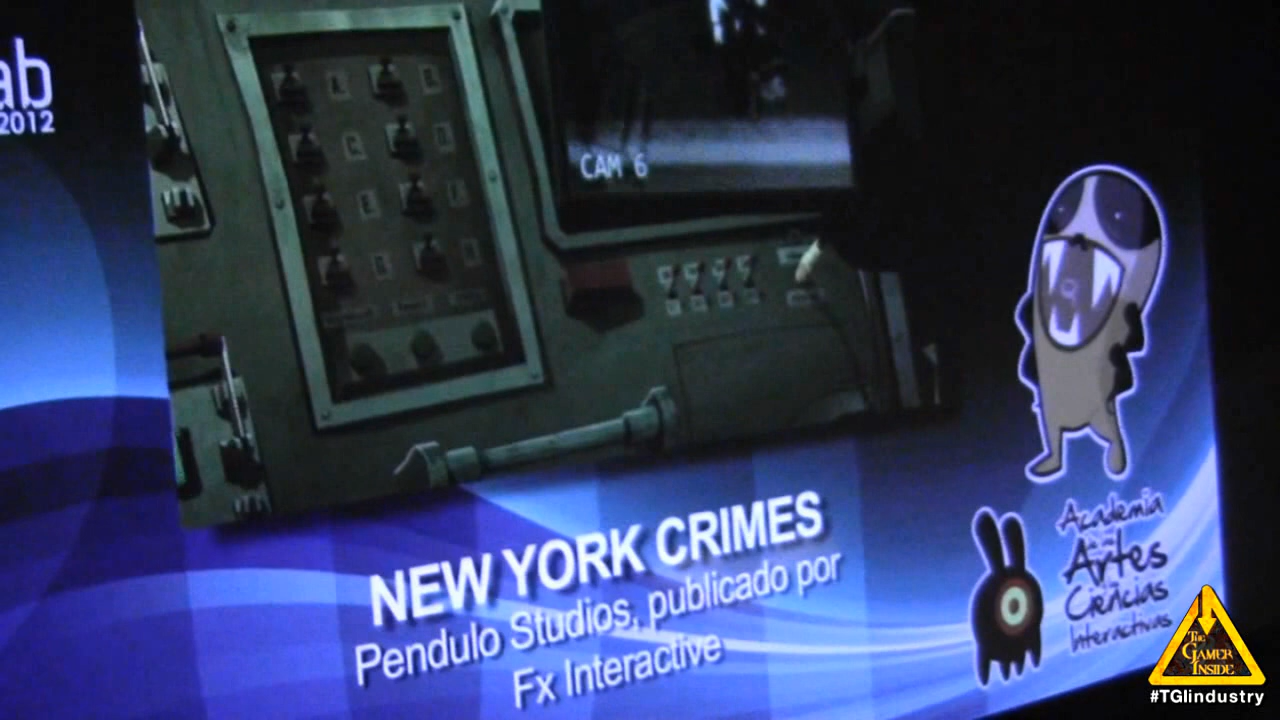 ab
2012
CAM 6
NEW YORK CRIMES
Pendulo Studios, publicado por
Fx Interactive
Academia
Artes
Ciencias
Interactivas
THE
GAMER
INSIDE
#TGIindustry